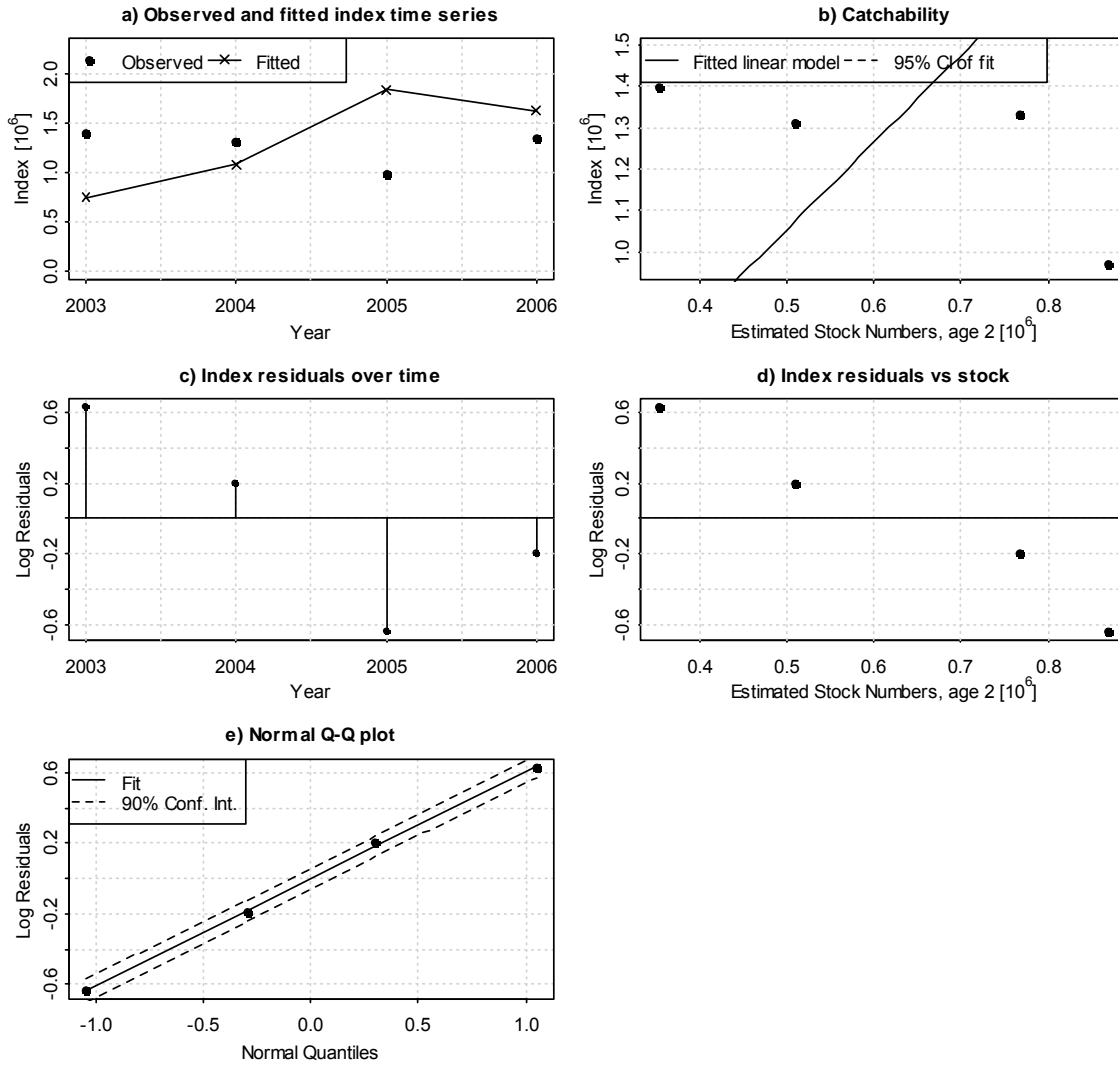 a) Observed and fitted index time series
Observed Fitted
Index [10^6]
0.0 0.5 1.0 1.5 2.0
2003 2004 2005 2006
Year
b) Catchability
Fitted linear model 95% CI of fit
Index [10^6]
1.0 1.1 1.2 1.3 1.4 1.5
0.4 0.5 0.6 0.7 0.8
Estimated Stock Numbers, age 2 [10^6]
c) Index residuals over time
Log Residuals
-0.6 -0.2 0.2 0.6
2003 2004 2005 2006
Year
d) Index residuals vs stock
Log Residuals
-0.6 -0.2 0.2 0.6
0.4 0.5 0.6 0.7 0.8
Estimated Stock Numbers, age 2 [10^6]
e) Normal Q-Q plot
Fit
90% Conf. Int.
Log Residuals
-0.6 -0.2 0.2 0.6
-1.0 -0.5 0.0 0.5 1.0
Normal Quantiles